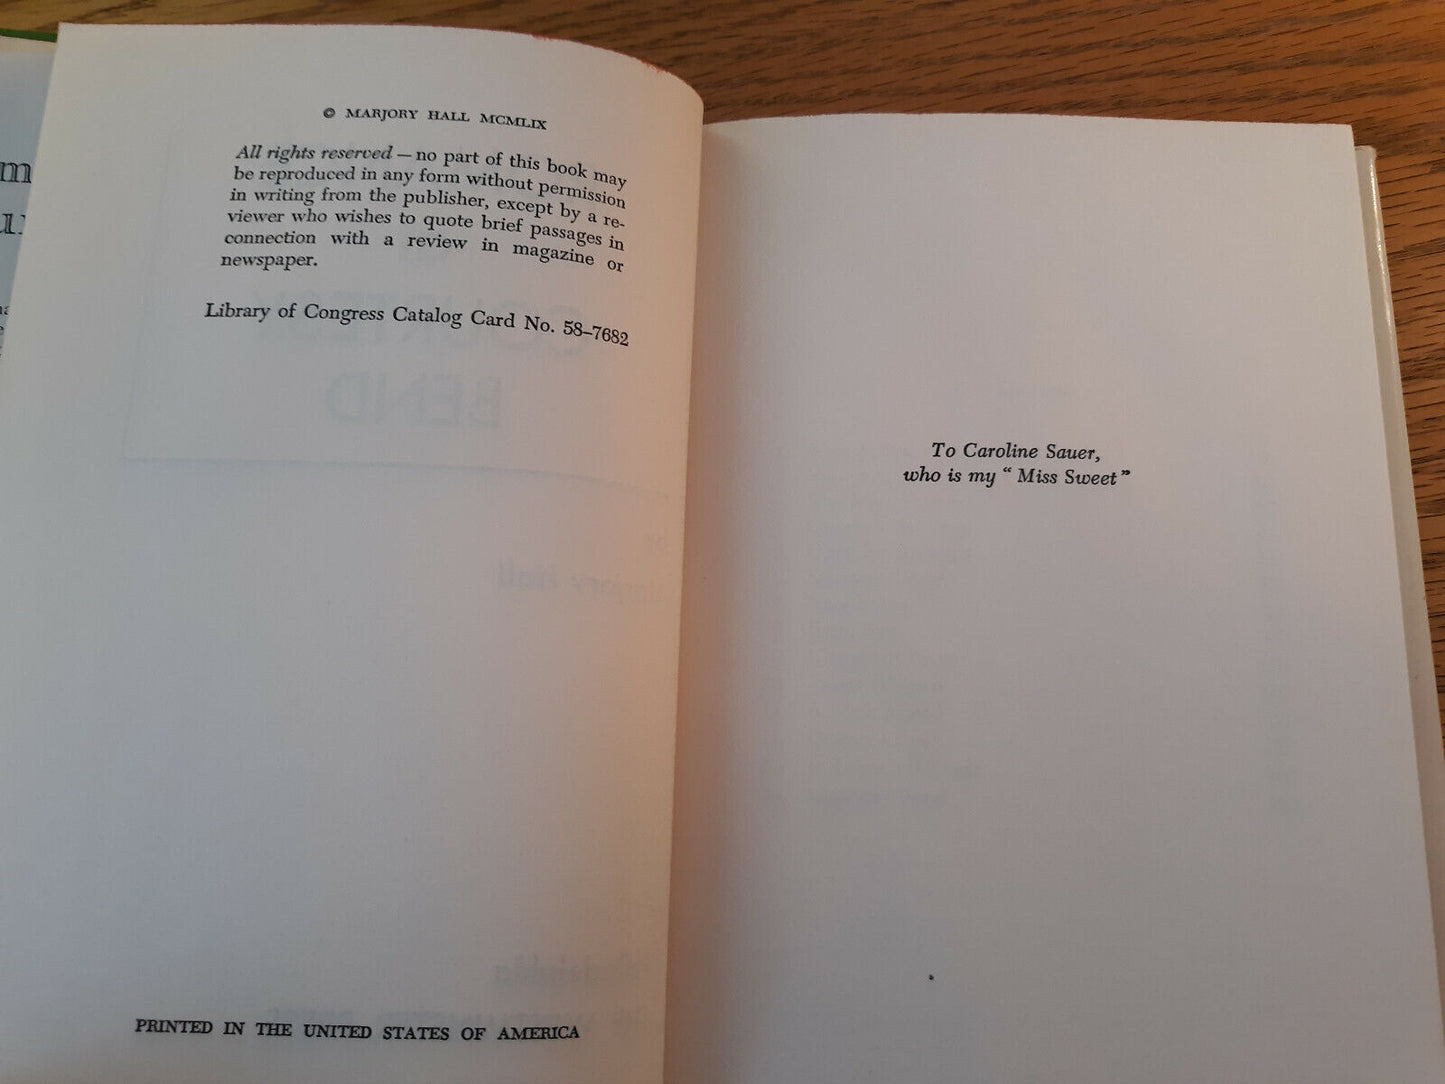 © MARJORY HALL MCMLIX
All rights reserved — no part of this book may
be reproduced in any form without permission
in writing from the publisher, except by a re-
viewer who wishes to quote brief passages in
connection with a review in magazine or
newspaper.
Library of Congress Catalog Card No. 58–7682
PRINTED IN THE UNITED STATES OF AMERICA
To Caroline Sauer,
who is my “ Miss Sweet ”